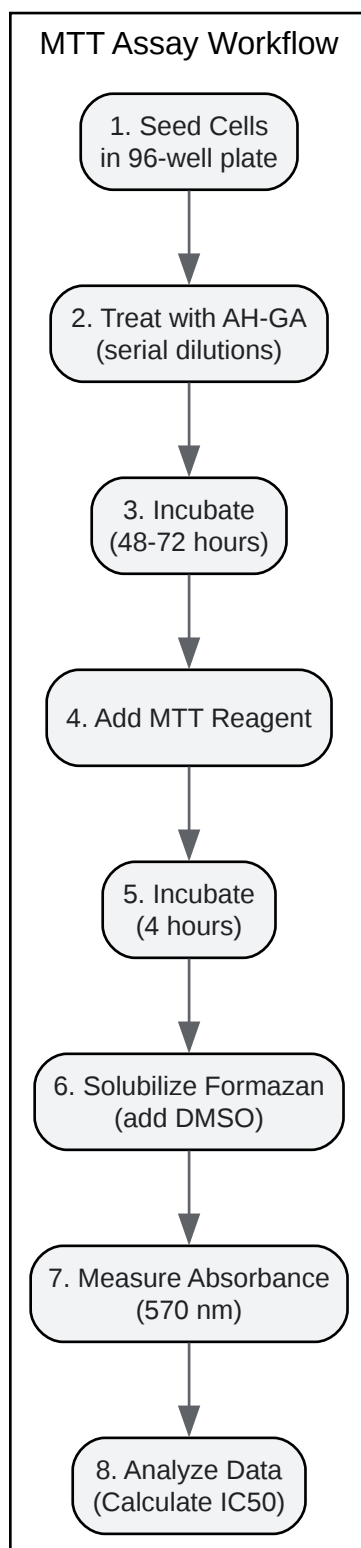 MTT Assay Workflow
1. Seed Cells
in 96-well plate
2. Treat with AH-GA
(serial dilutions)
3. Incubate
(48-72 hours)
4. Add MTT Reagent
5. Incubate
(4 hours)
6. Solubilize Formazan
(add DMSO)
7. Measure Absorbance
(570 nm)
8. Analyze Data
(Calculate IC50)